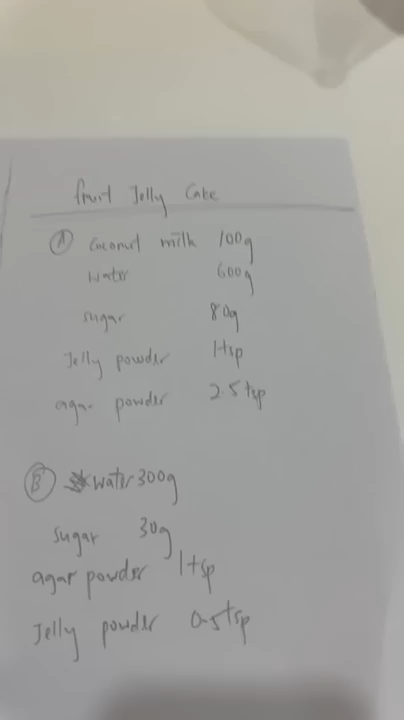 fruit Jelly Cake
Ⓐ coconut milk 100g
water 600g
sugar 80g
Jelly powder 1tsp
agar powder 2.5tsp
Ⓑ water 300g
sugar 30g
agar powder 1tsp
Jelly powder 0.5tsp